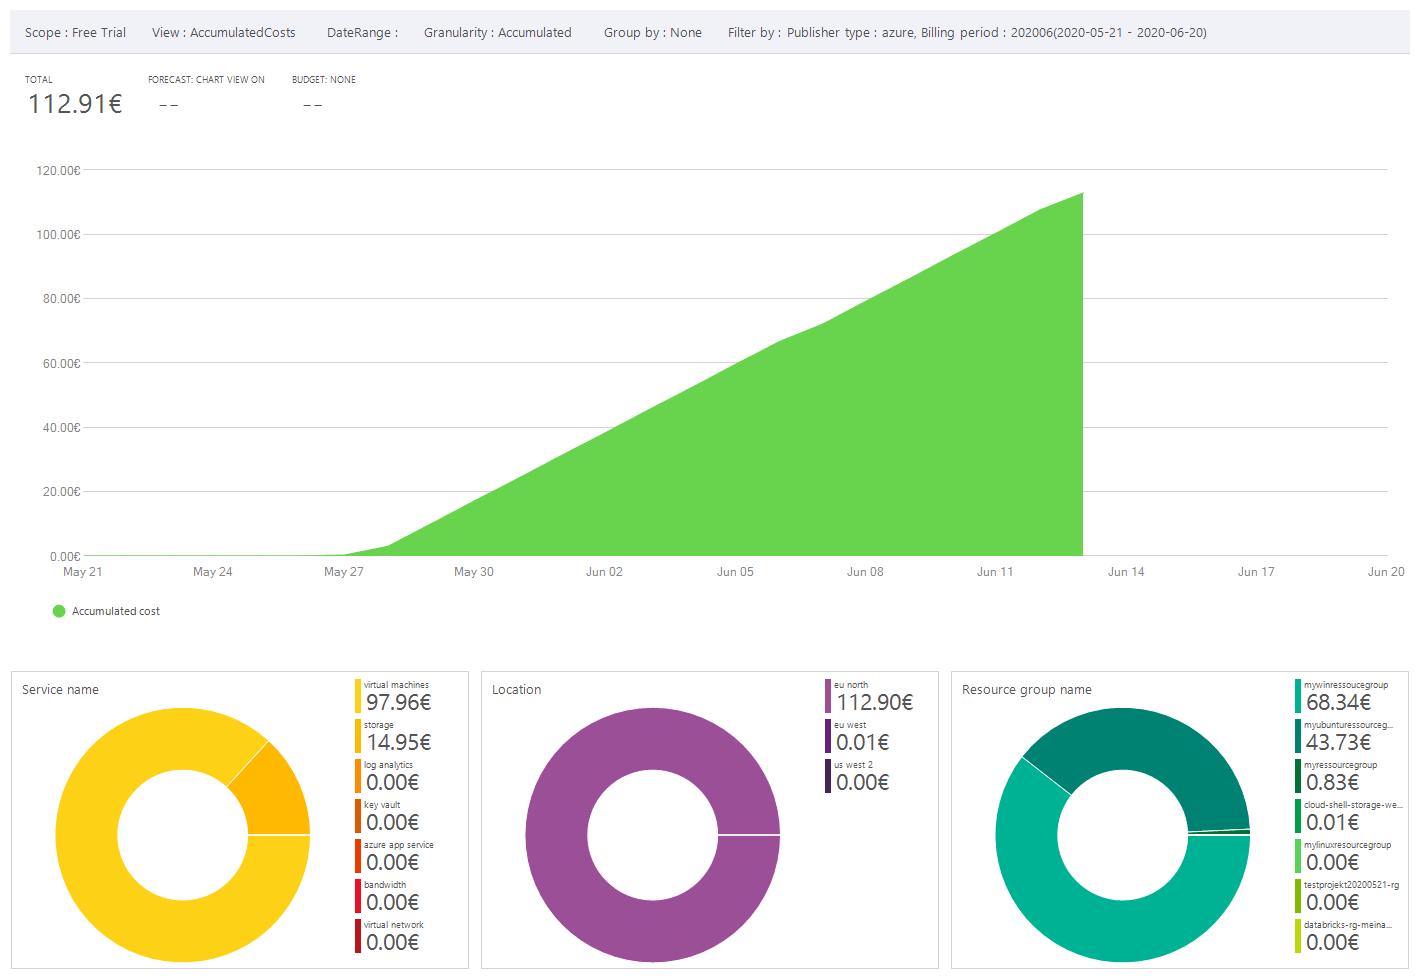 Scope : Free Trial View : AccumulatedCosts DateRange : Granularity : Accumulated Group by : None Filter by : Publisher type : azure, Billing period : 202006(2020-05-21 - 2020-06-20)
TOTAL FORECAST: CHART VIEW ON BUDGET: NONE
112.91€ -- --
120.00€
100.00€
80.00€
60.00€
40.00€
20.00€
0.00€
May 21 May 24 May 27 May 30 Jun 02 Jun 05 Jun 08 Jun 11 Jun 14 Jun 17 Jun 20
Accumulated cost
Service name
virtual machines
97.96€
storage
14.95€
log analytics
0.00€
key vault
0.00€
azure app service
0.00€
bandwidth
0.00€
virtual network
0.00€
Location
eu north
112.90€
eu west
0.01€
us west 2
0.00€
Resource group name
mywinressoucegroup
68.34€
myubunturessourceg...
43.73€
myressourcegroup
0.83€
cloud-shell-storage-we...
0.01€
mylinuxresourcegroup
0.00€
testprojekt20200521-rg
0.00€
databricks-rg-meina...
0.00€